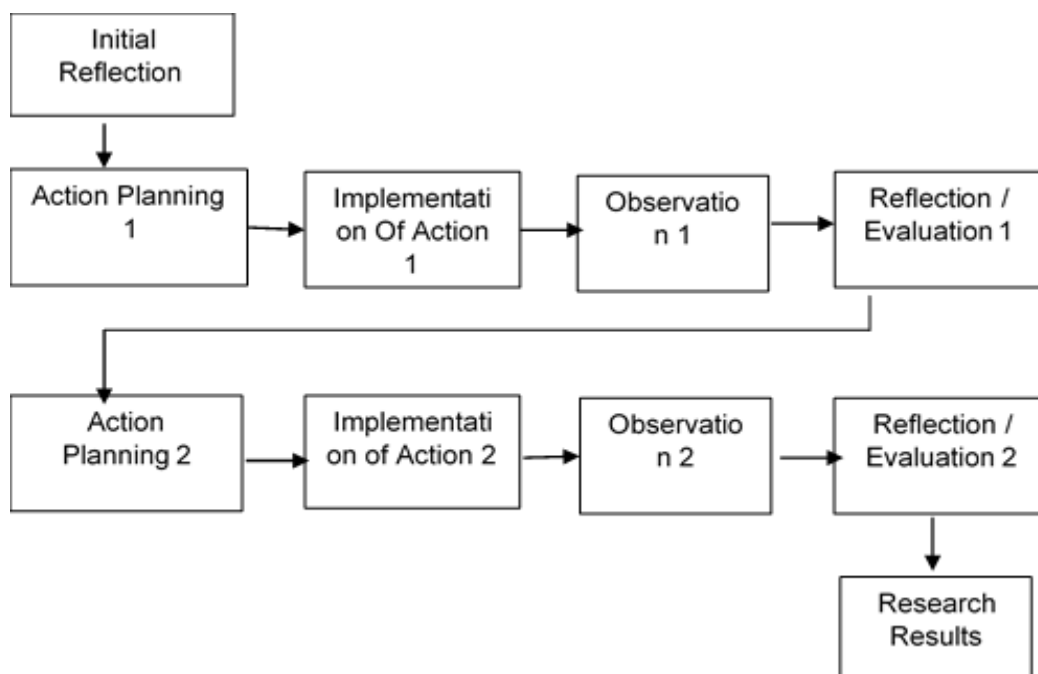 Initial
Reflection
Action Planning
1
Implementati
on Of Action
1
Observatio
n 1
Reflection /
Evaluation 1
Action
Planning 2
Implementati
on of Action 2
Observatio
n 2
Reflection /
Evaluation 2
Research
Results